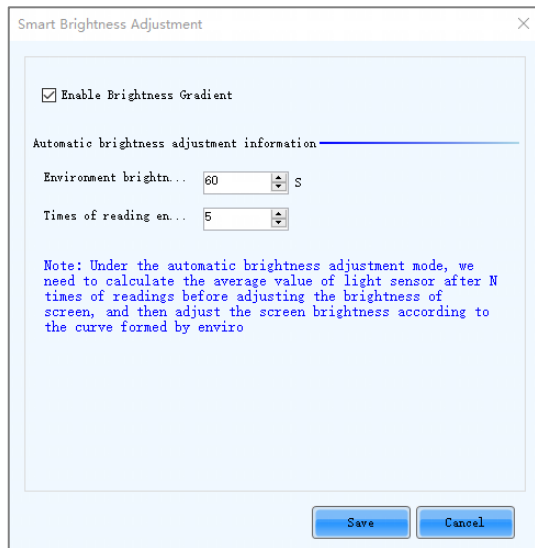 Smart Brightness Adjustment
Enable Brightness Gradient
Automatic brightness adjustment information
Environment brightn... 60 S
Times of reading en... 5
Note: Under the automatic brightness adjustment mode, we
need to calculate the average value of light sensor after N
times of readings before adjusting the brightness of
screen, and then adjust the screen brightness according to
the curve formed by enviro
Save Cancel